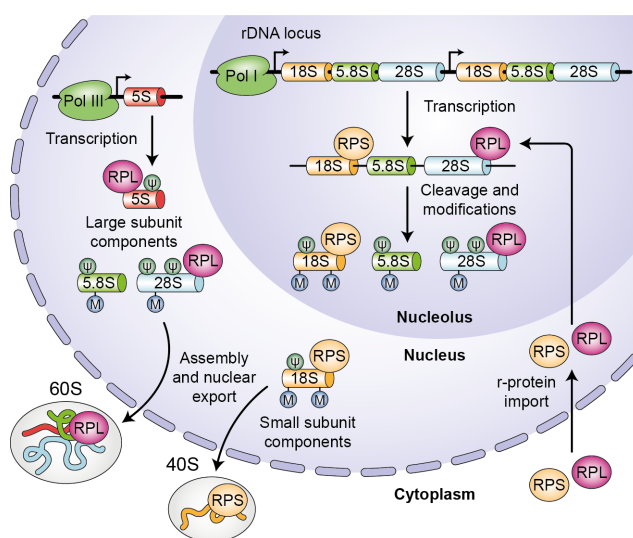 rDNA locus
Pol I
18S
5.8S
28S
18S
5.8S
28S
Pol III
5S
Transcription
Transcription
RPS
RPL
18S
5.8S
28S
RPL
Ψ
5S
Cleavage and
modifications
Large subunit
components
Ψ
RPS
18S
M
M
Ψ
5.8S
M
Ψ
Ψ
RPL
28S
M
Ψ
5.8S
M
Ψ
Ψ
RPL
28S
M
Nucleolus
Nucleus
RPS
RPL
Assembly
and nuclear
export
Ψ
RPS
18S
M
M
r-protein
import
60S
RPL
Small subunit
components
40S
RPS
Cytoplasm
RPS
RPL